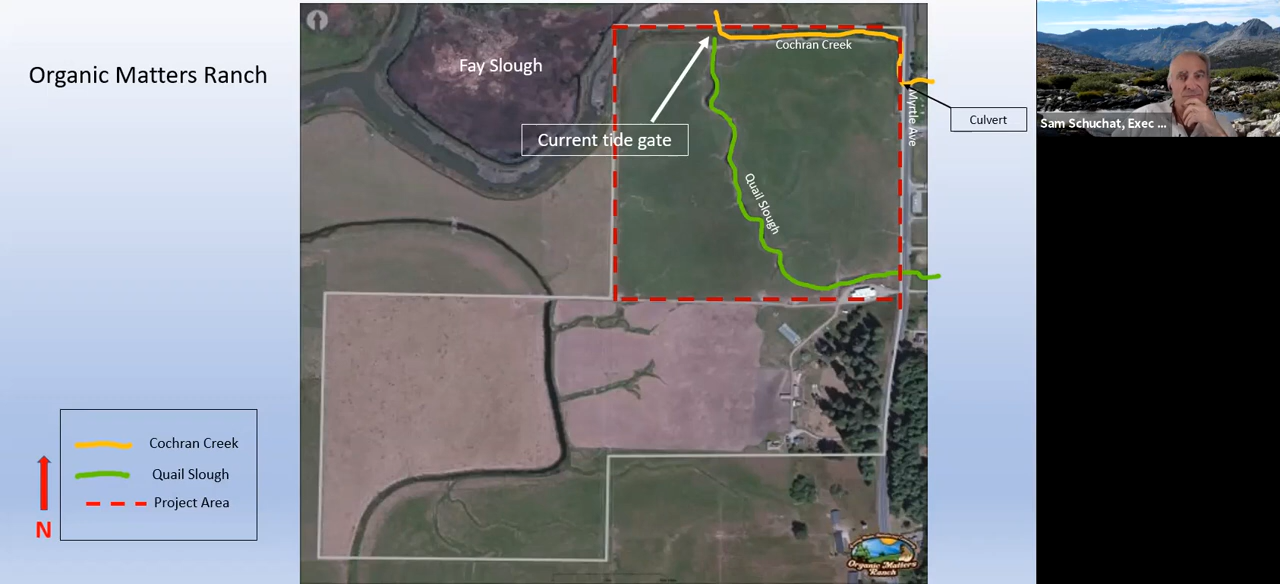 Organic Matters Ranch
Fay Slough
Cochran Creek
Current tide gate
Myrtle Ave
Culvert
Quail Slough
Sam Schuchat, Exec ...
Cochran Creek
Quail Slough
Project Area
N
Organic Matters
Ranch